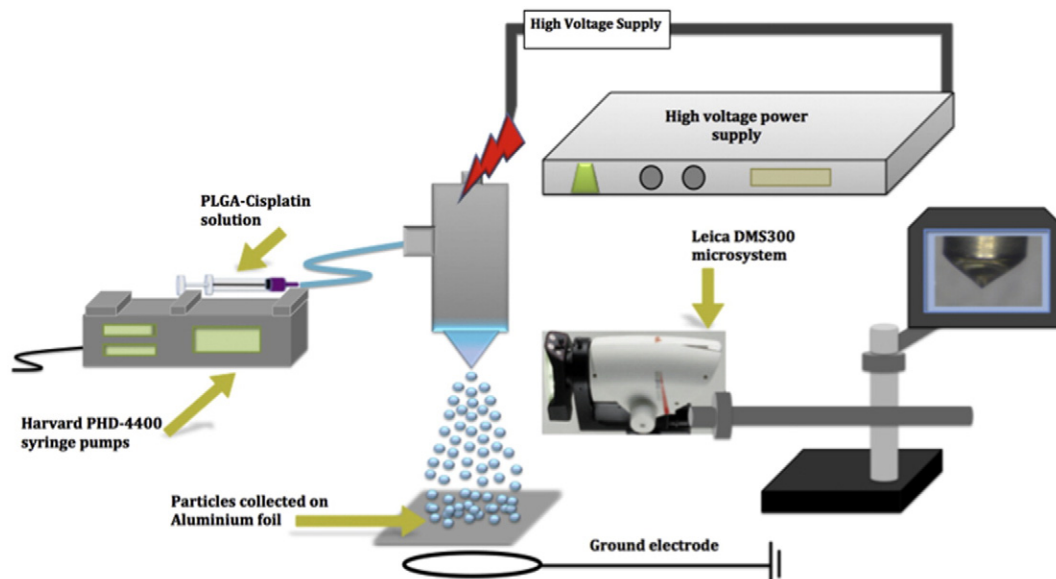 High Voltage Supply
High voltage power
supply
PLGA-Cisplatin
solution
Leica DMS300
microsystem
Harvard PHD-4400
syringe pumps
Particles collected on
Aluminium foil
Ground electrode